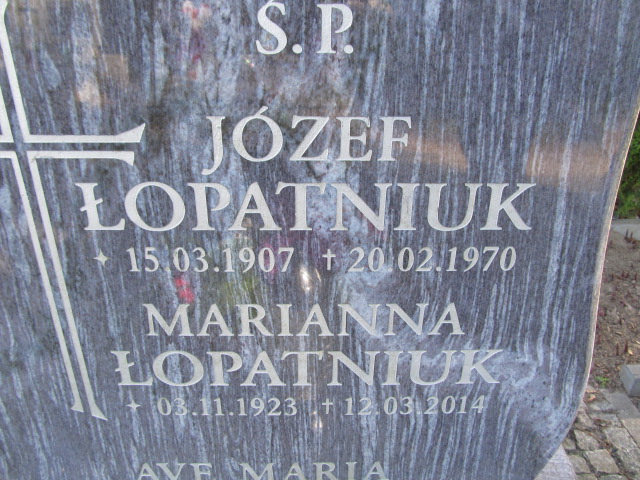 Ś. P.
JÓZEF
ŁOPATNIUK
15.03.1907 † 20.02.1970
MARIANNA
ŁOPATNIUK
03.11.1923 † 12.03.2014
AVE MARIA